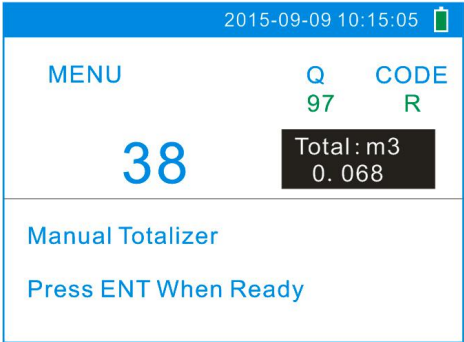 2015-09-09 10:15:05
MENU Q CODE
97 R
38
Total: m3
0. 068
Manual Totalizer
Press ENT When Ready